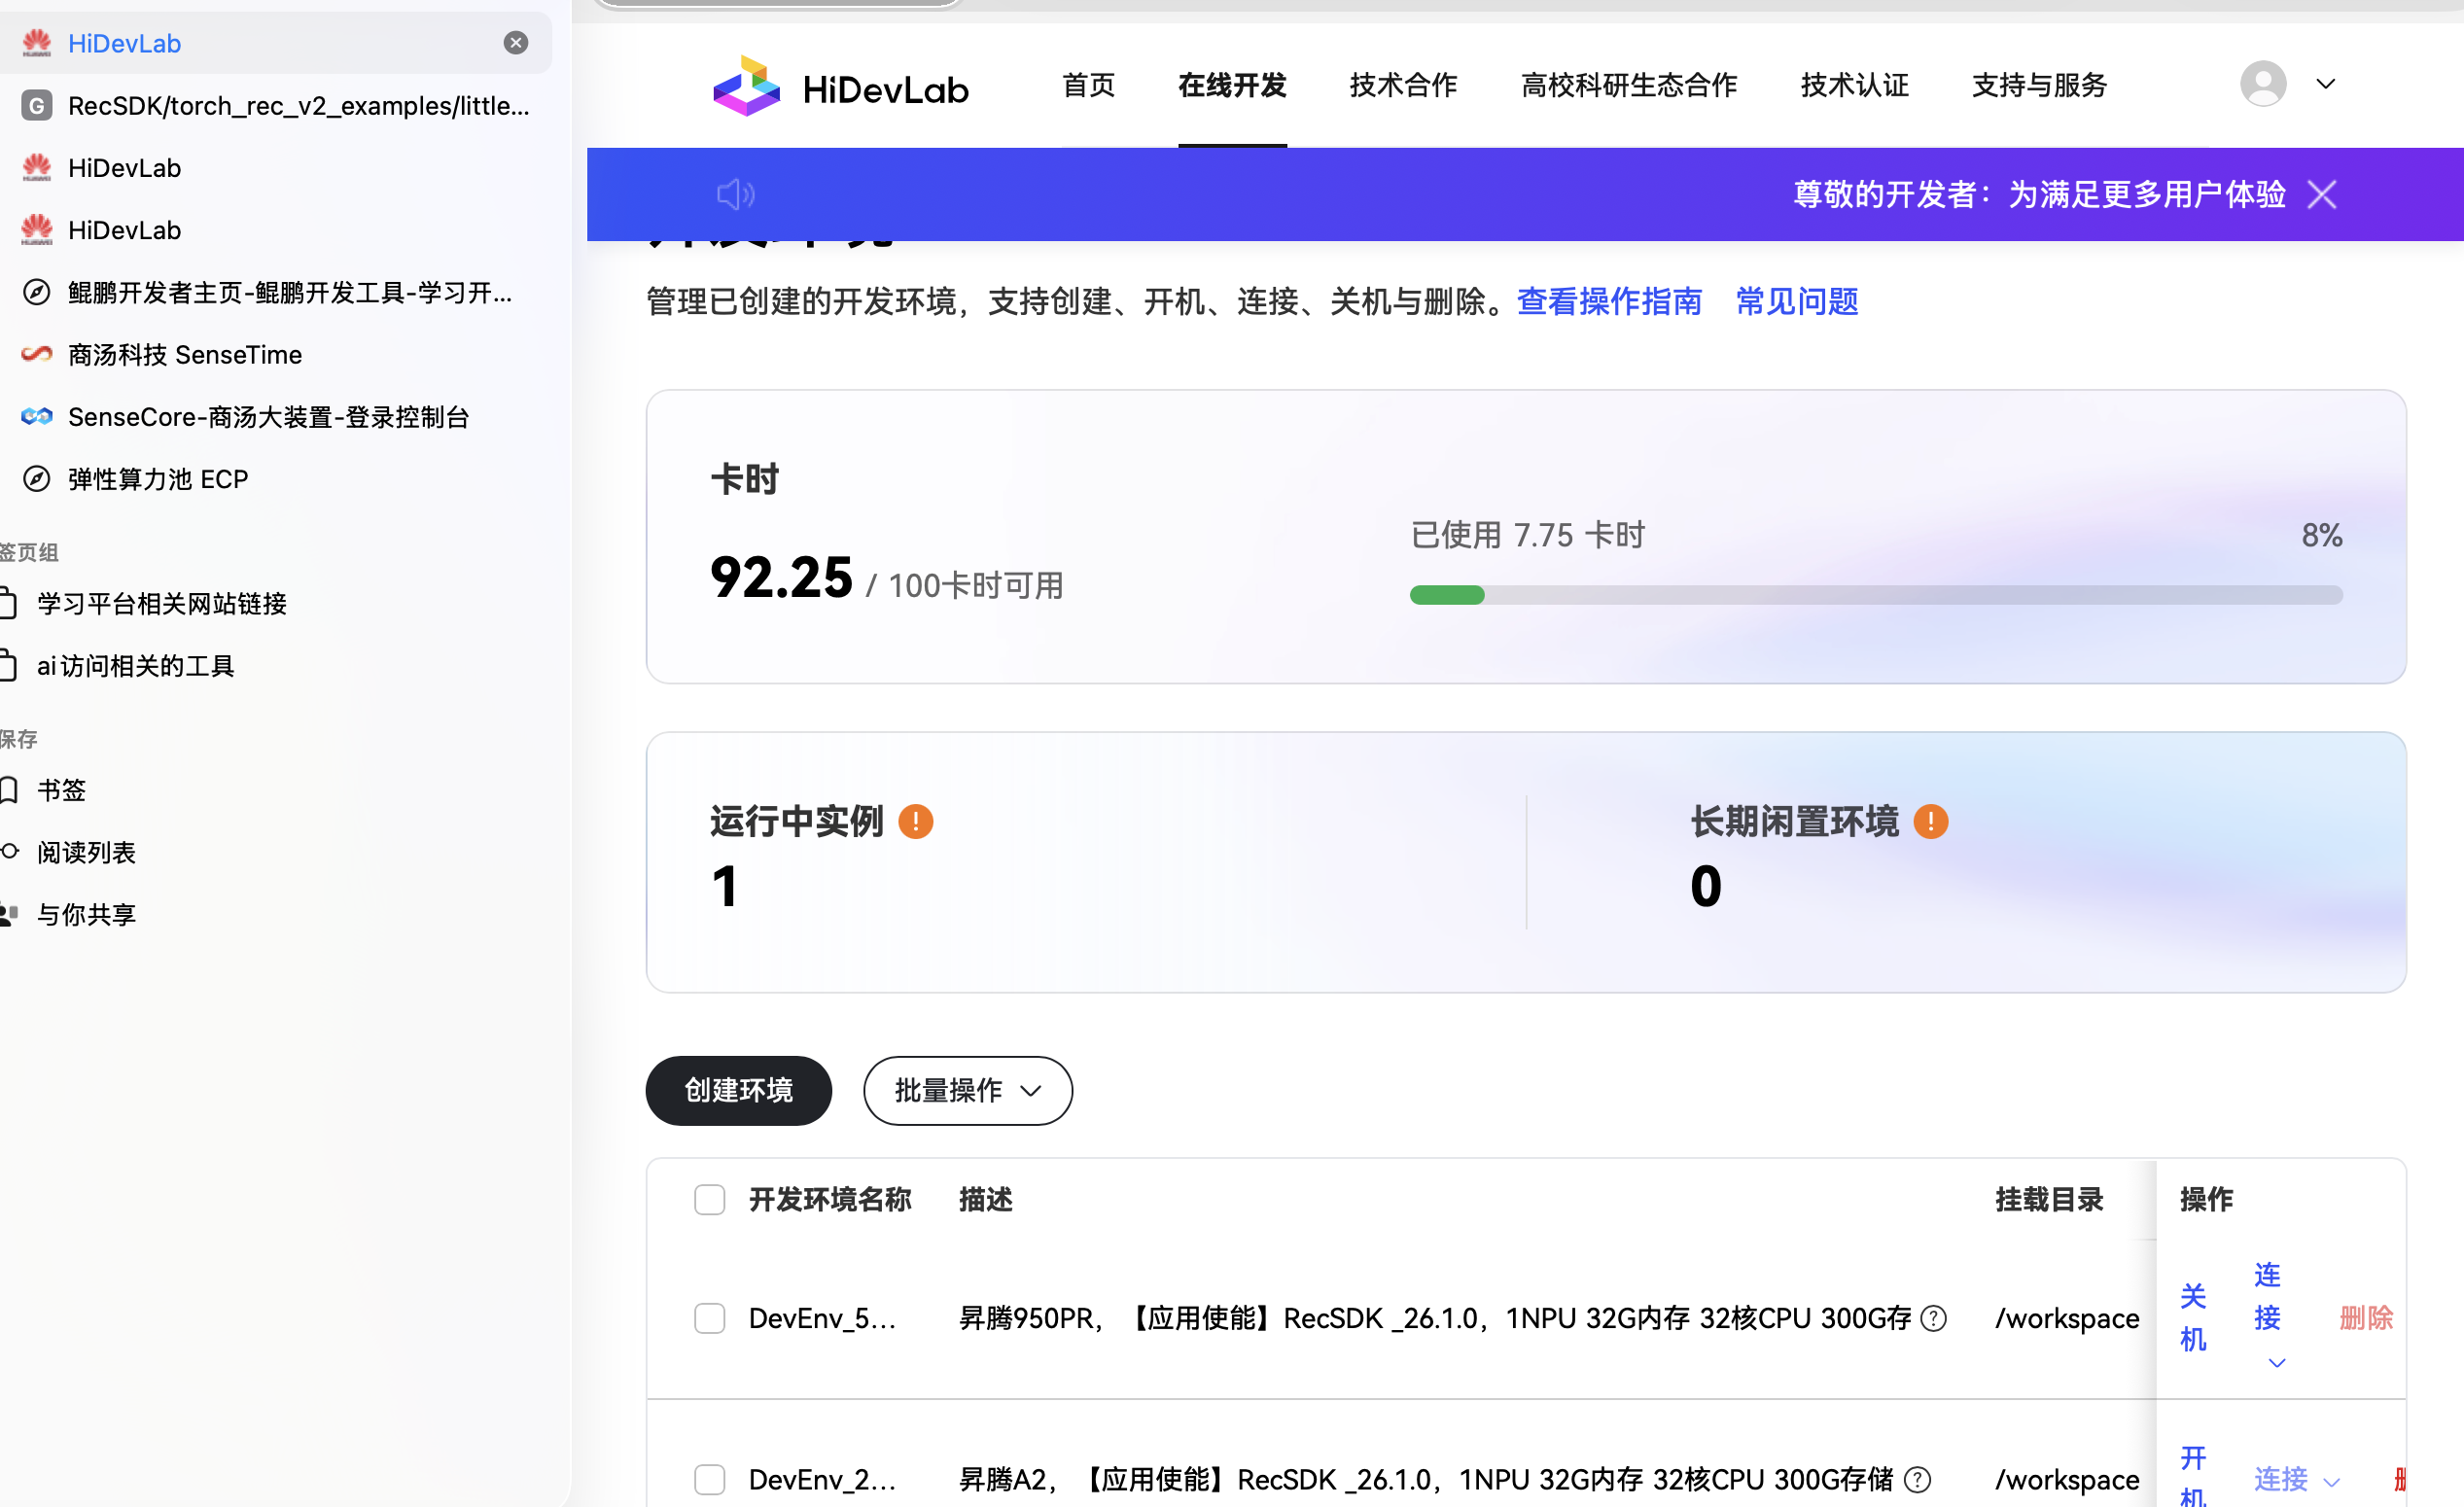 HiDevLab
RecSDK/torch_rec_v2_examples/little...
HiDevLab
HiDevLab
鲲鹏开发者主页-鲲鹏开发工具-学习开...
商汤科技 SenseTime
SenseCore-商汤大装置-登录控制台
弹性算力池 ECP
签页组
学习平台相关网站链接
ai访问相关的工具
保存
书签
阅读列表
与你共享
HiDevLab 首页 在线开发 技术合作 高校科研生态合作 技术认证 支持与服务
尊敬的开发者：为满足更多用户体验
开发环境
管理已创建的开发环境，支持创建、开机、连接、关机与删除。查看操作指南 常见问题
卡时
92.25 / 100卡时可用
已使用 7.75 卡时 8%
运行中实例
1
长期闲置环境
0
创建环境 批量操作
开发环境名称 描述 挂载目录 操作
DevEnv_5... 昇腾950PR，【应用使能】RecSDK _26.1.0，1NPU 32G内存 32核CPU 300G存 /workspace 关机 连接 删除
DevEnv_2... 昇腾A2，【应用使能】RecSDK _26.1.0，1NPU 32G内存 32核CPU 300G存储 /workspace 开机 连接